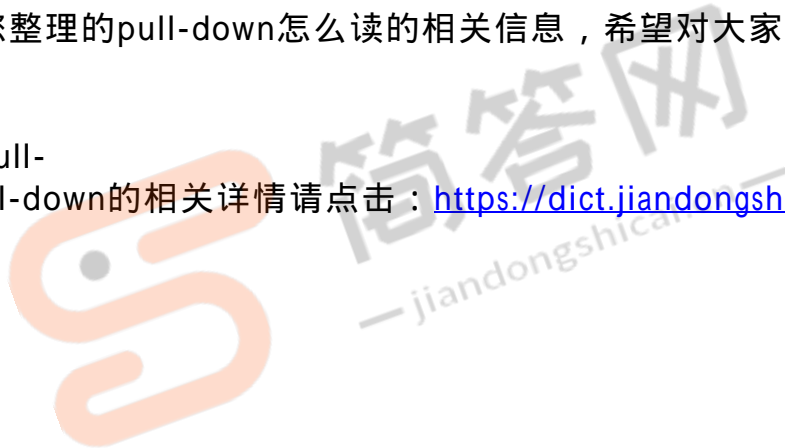 整理的pull-down怎么读的相关信息，希望对大家
ull-
l-down的相关详情请点击：https://dict.jiandongsh
简答网
jiandongshicai